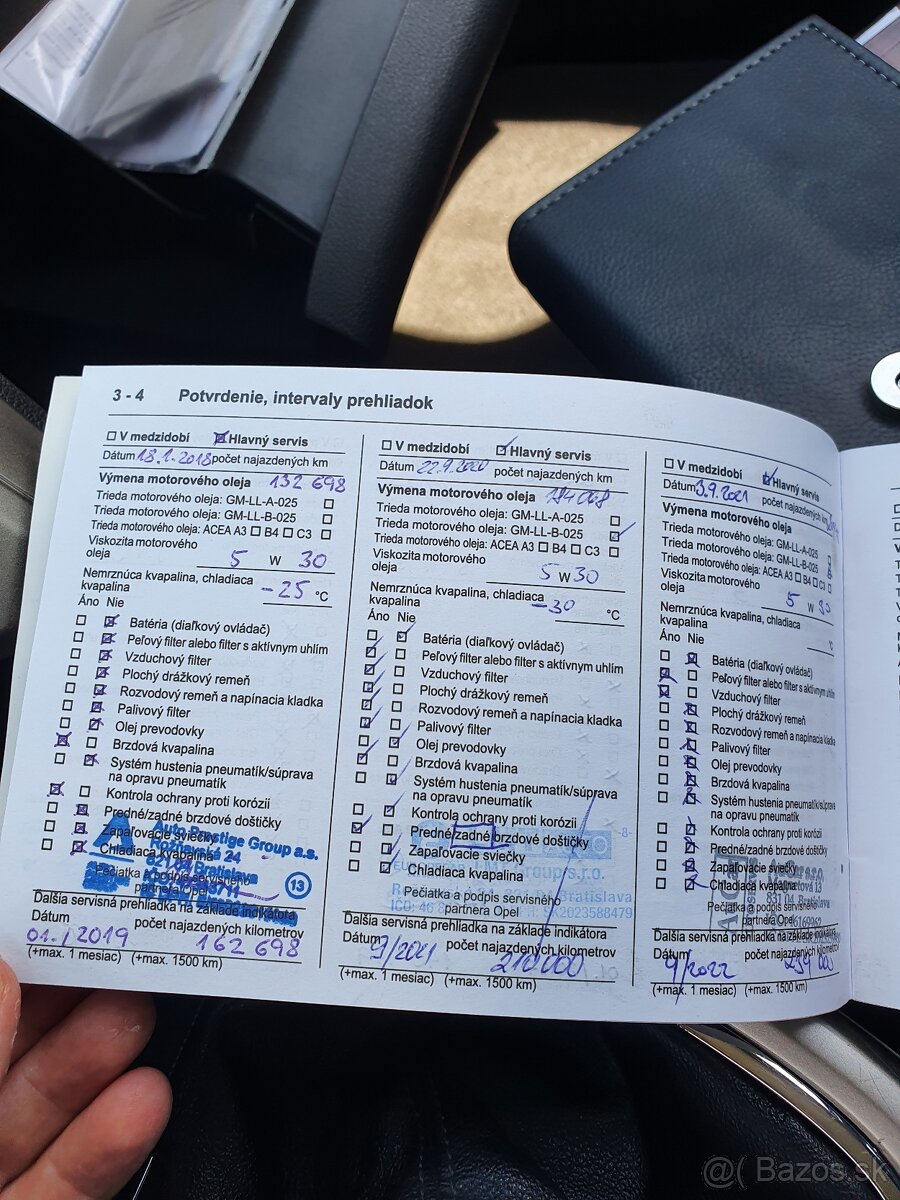 3 - 4 Potvrdenie, intervaly prehliadok
☐ V medzidobí ☒ Hlavný servis
Dátum 18.1.2018 počet najazdených km
Výmena motorového oleja 132 698
Trieda motorového oleja: GM-LL-A-025 ☐
Trieda motorového oleja: GM-LL-B-025 ☐
Trieda motorového oleja: ACEA A3 ☐ B4 ☐ C3 ☐
Viskozita motorového
oleja 5 W 30
Nemrznúca kvapalina, chladiaca
kvapalina -25 °C
Áno Nie
Batéria (diaľkový ovládač)
Peľový filter alebo filter s aktívnym uhlím
Vzduchový filter
Plochý drážkový remeň
Rozvodový remeň a napínacia kladka
Palivový filter
Olej prevodovky
Brzdová kvapalina
Systém hustenia pneumatík/súprava
na opravu pneumatík
Kontrola ochrany proti korózii
Predné/zadné brzdové doštičky
Zapaľovacie sviečky
Chladiaca kvapalina
Auto Prestige Group a.s.
Rožňavská 24
Bratislava
13
Pečiatka a podpis servisného
partnera/Opel
Ďalšia servisná prehliadka na základe indikátora
Dátum počet najazdených kilometrov
01.1.2019 162 698
(+max. 1 mesiac) (+max. 1500 km)
☐ V medzidobí ☑ Hlavný servis
Dátum 22.9.2020 počet najazdených km
Výmena motorového oleja
Trieda motorového oleja: GM-LL-A-025 ☐
Trieda motorového oleja: GM-LL-B-025 ☑
Trieda motorového oleja: ACEA A3 ☐ B4 ☐ C3 ☐
Viskozita motorového
oleja 5 W 30
Nemrznúca kvapalina, chladiaca
kvapalina -30 °C
Áno Nie
Batéria (diaľkový ovládač)
Peľový filter alebo filter s aktívnym uhlím
Vzduchový filter
Plochý drážkový remeň
Rozvodový remeň a napínacia kladka
Palivový filter
Olej prevodovky
Brzdová kvapalina
Systém hustenia pneumatík/súprava
na opravu pneumatík
Kontrola ochrany proti korózii
Predné/zadné brzdové doštičky
Zapaľovacie sviečky
Chladiaca kvapalina
Group s.r.o.
Bratislava
SK2023588479
Pečiatka a podpis servisného
partnera Opel
Ďalšia servisná prehliadka na základe indikátora
Dátum 9/2021 počet najazdených kilometrov
210000
(+max. 1 mesiac) (+max. 1500 km)
☐ V medzidobí ☑ Hlavný servis
Dátum 3.9.2021 počet najazdených km
Výmena motorového oleja
Trieda motorového oleja: GM-LL-A-025
Trieda motorového oleja: GM-LL-B-025
Trieda motorového oleja: ACEA A3 ☐ B4 ☐ C3
Viskozita motorového
oleja 5 W 30
Nemrznúca kvapalina, chladiaca
kvapalina °C
Áno Nie
Batéria (diaľkový ovládač)
Peľový filter alebo filter s aktívnym uhlím
Vzduchový filter
Plochý drážkový remeň
Rozvodový remeň a napínacia kladka
Palivový filter
Olej prevodovky
Brzdová kvapalina
Systém hustenia pneumatík/súprava
na opravu pneumatík
Kontrola ochrany proti korózii
Predné/zadné brzdové doštičky
Zapaľovacie sviečky
Chladiaca kvapalina
831 04 Bratislava
Pečiatka a podpis servisného
partnera Opel
Ďalšia servisná prehliadka na základe indikátora
Dátum počet najazdených kilometrov
9/2022
(+max. 1 mesiac) (+max. 1500 km)
@( Bazos.sk